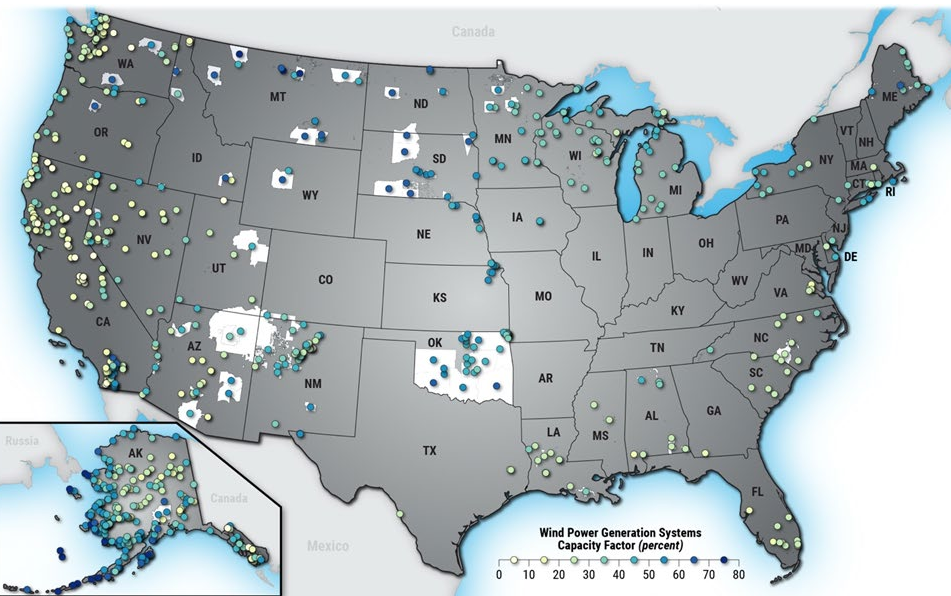 Canada
WA
MT
ND
MN
ME
OR
ID
SD
WI
VT
NH
NY
MA
CT
RI
MI
WY
IA
NE
PA
NJ
NV
UT
CO
IL
IN
OH
MD
DE
WV
VA
CA
KS
MO
KY
AZ
NM
OK
AR
TN
NC
SC
TX
LA
MS
AL
GA
FL
Russia
AK
Canada
Mexico
Wind Power Generation Systems
Capacity Factor (percent)
0 10 20 30 40 50 60 70 80